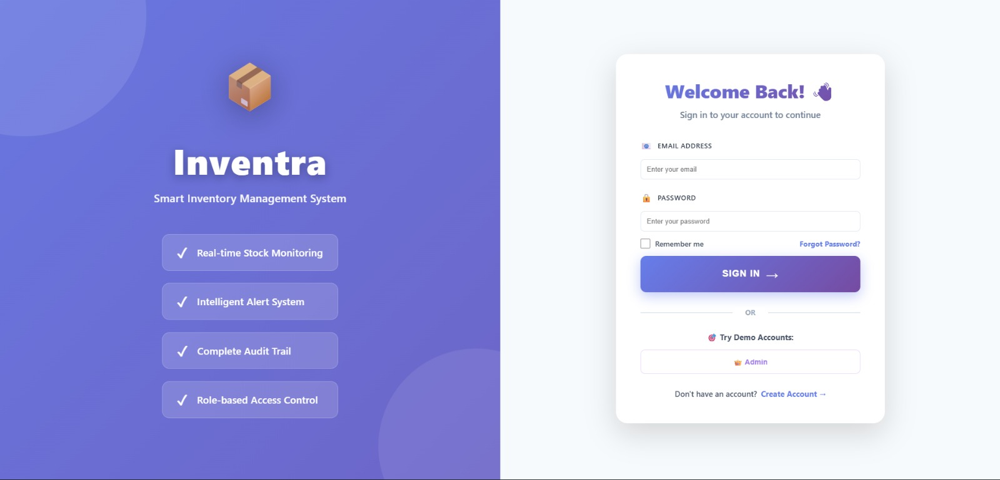 Inventra
Smart Inventory Management System
✓ Real-time Stock Monitoring
✓ Intelligent Alert System
✓ Complete Audit Trail
✓ Role-based Access Control
Welcome Back! 👋
Sign in to your account to continue
📧 EMAIL ADDRESS
Enter your email
🔒 PASSWORD
Enter your password
Remember me Forgot Password?
SIGN IN →
OR
🎯 Try Demo Accounts:
👑 Admin
Don't have an account? Create Account →